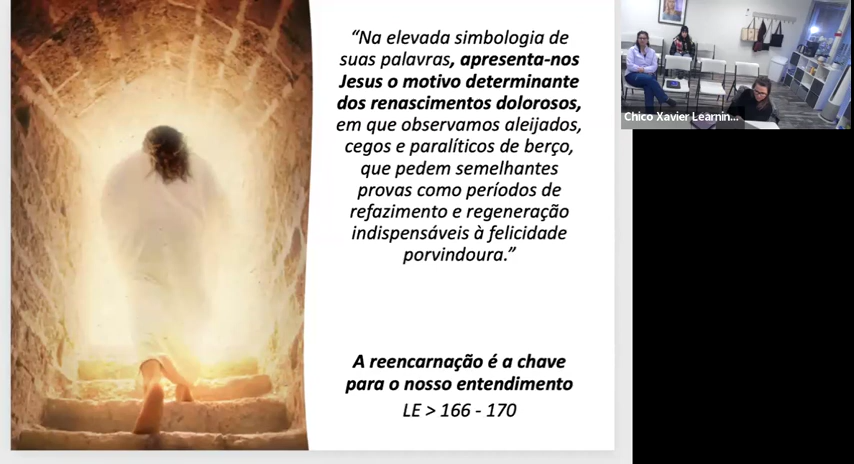 “Na elevada simbologia de
suas palavras, apresenta-nos
Jesus o motivo determinante
dos renascimentos dolorosos,
em que observamos aleijados,
cegos e paralíticos de berço,
que pedem semelhantes
provas como períodos de
refazimento e regeneração
indispensáveis à felicidade
porvindoura.”
A reencarnação é a chave
para o nosso entendimento
LE > 166 - 170
Chico Xavier Learnin...